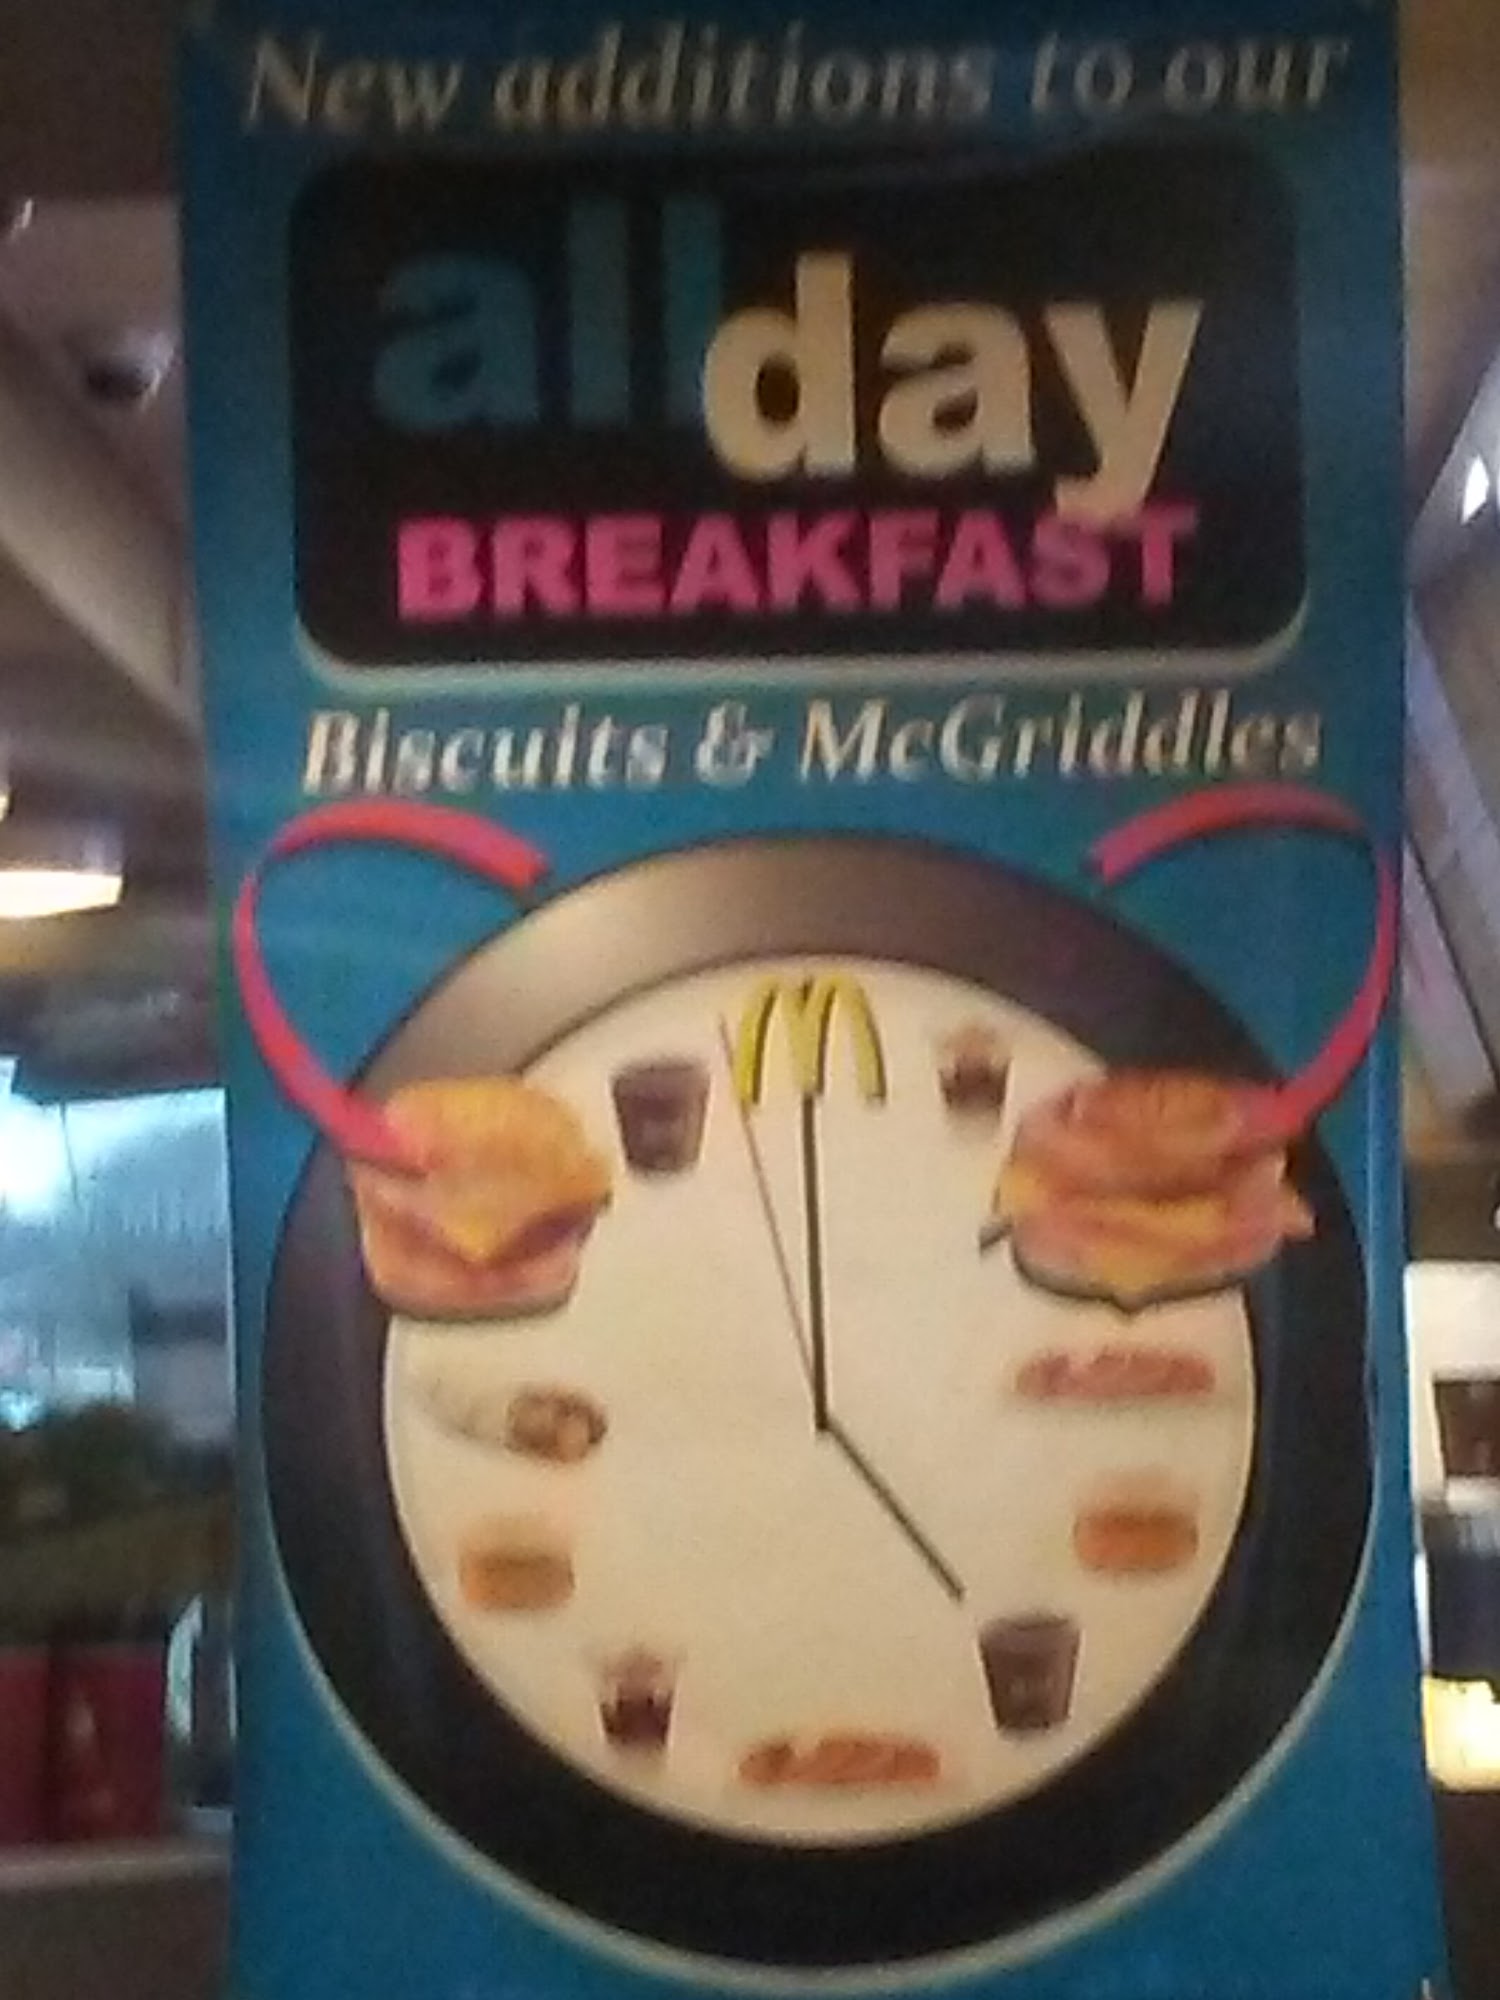 New additions to our
all day
BREAKFAST
Biscuits & McGriddles